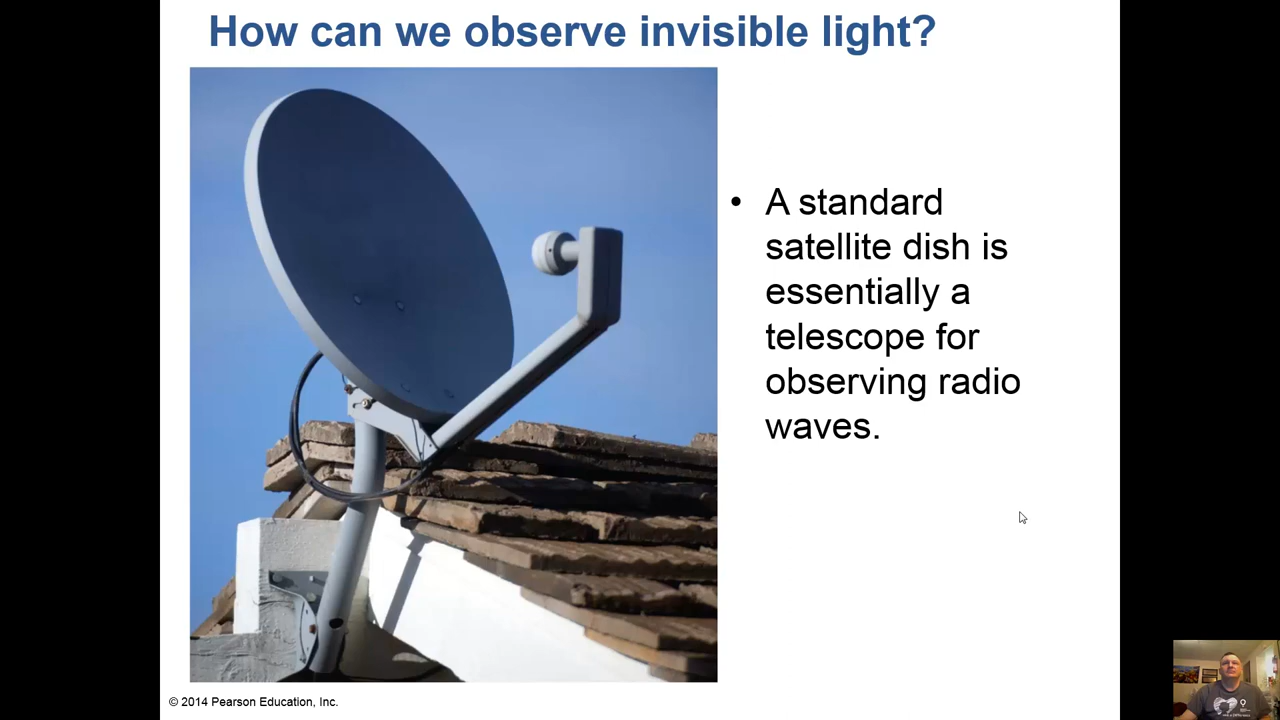 How can we observe invisible light?
• A standard
satellite dish is
essentially a
telescope for
observing radio
waves.
© 2014 Pearson Education, Inc.